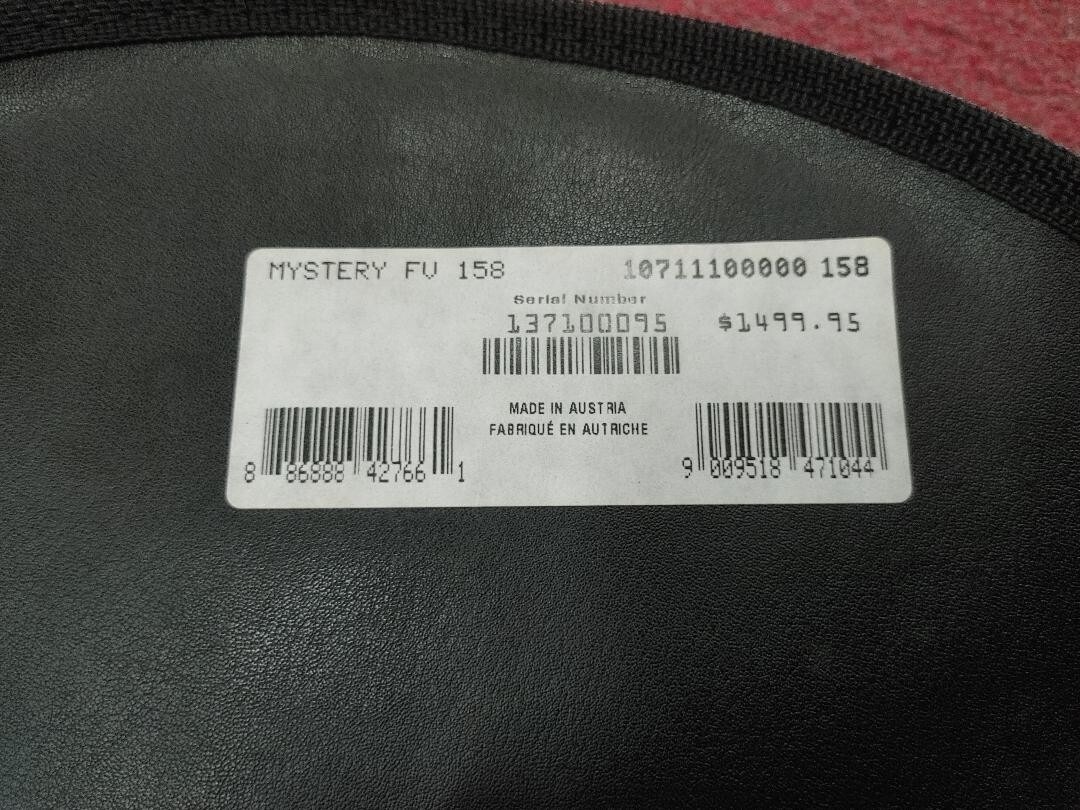 MYSTERY FV 158 10711100000 158
Serial Number
137100095 $1499.95
MADE IN AUSTRIA
FABRIQUÉ EN AUTRICHE
8 86888 42766 1 9 009518 471044